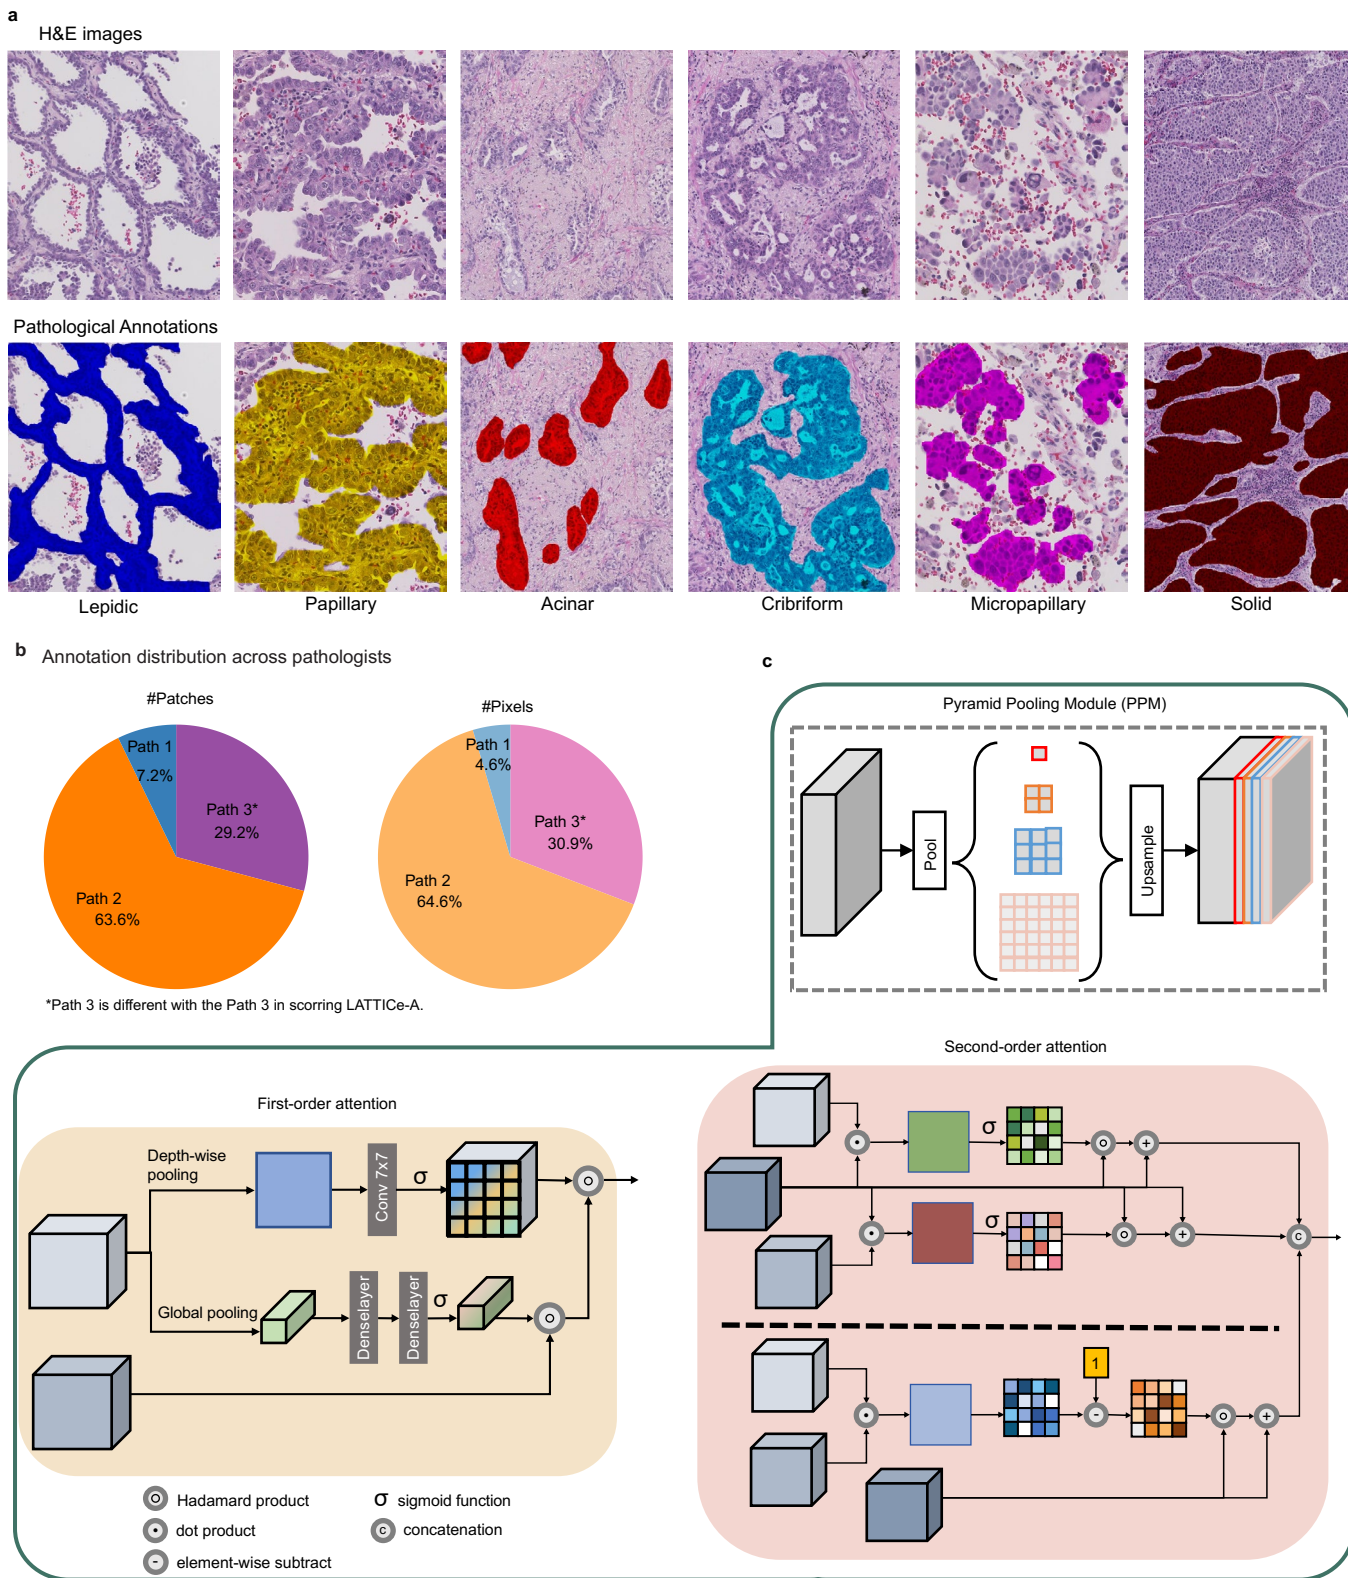 a
H&E images
Pathological Annotations
Lepidic
Papillary
Acinar
Cribriform
Micropapillary
Solid
b
Annotation distribution across pathologists
#Patches
Path 1
7.2%
Path 3*
29.2%
Path 2
63.6%
#Pixels
Path 1
4.6%
Path 3*
30.9%
Path 2
64.6%
*Path 3 is different with the Path 3 in scorring LATTICe-A.
c
Pyramid Pooling Module (PPM)
Pool
Upsample
First-order attention
Depth-wise
pooling
Conv 7x7
σ
Global pooling
Denselayer
Denselayer
σ
Second-order attention
σ
σ
c
1
-
+
+
+
Hadamard product
dot product
- element-wise subtract
σ sigmoid function
c concatenation